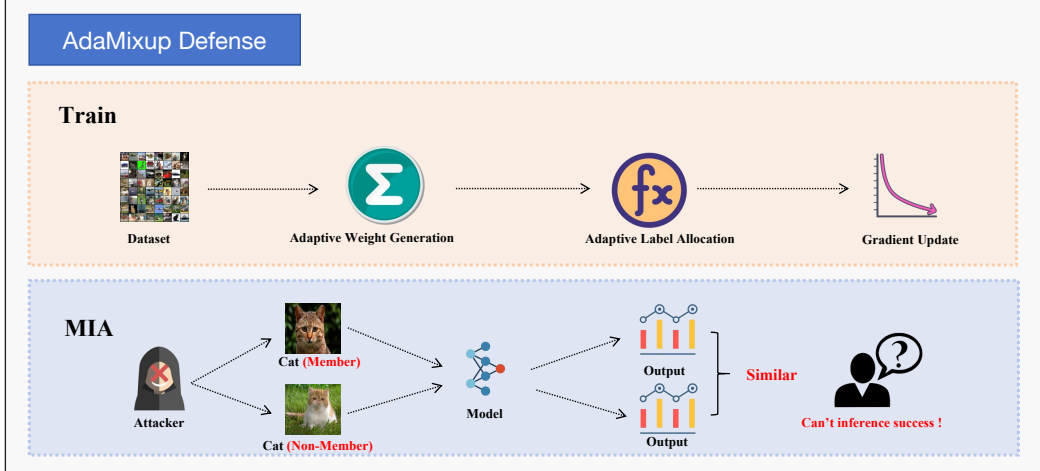 AdaMixup Defense
Train
Dataset
Adaptive Weight Generation
Adaptive Label Allocation
Gradient Update
MIA
Attacker
Cat (Member)
Cat (Non-Member)
Model
Output
Output
Similar
?
Can't inference success !